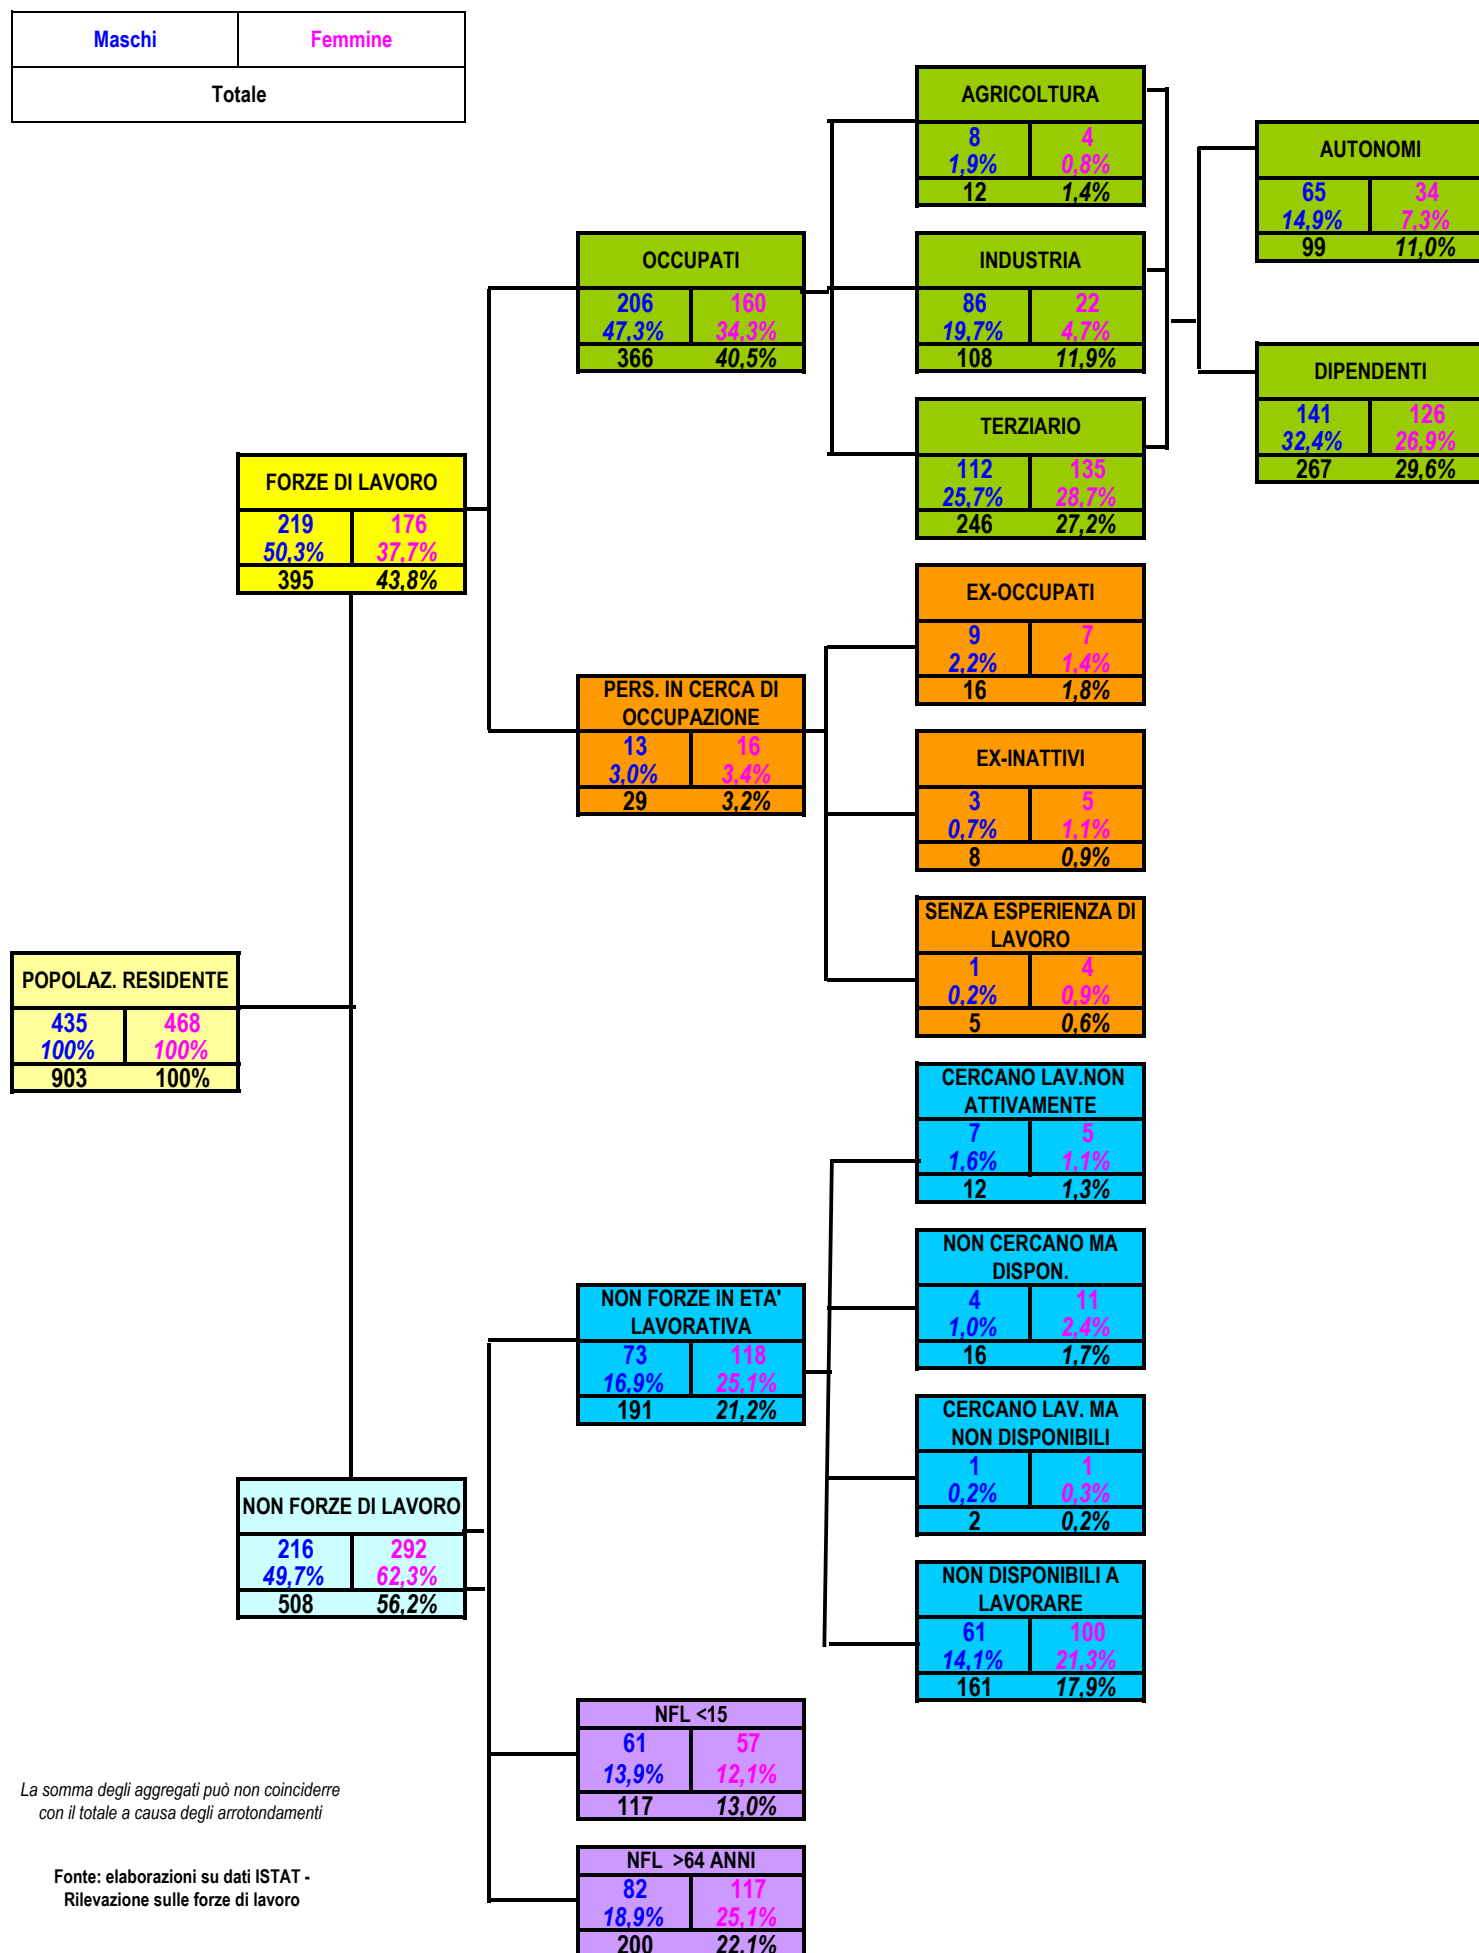 Maschi Femmine
Totale
AGRICOLTURA
8 4
1,9% 0,8%
12 1,4%
AUTONOMI
65 34
14,9% 7,3%
99 11,0%
OCCUPATI
206 160
47,3% 34,3%
366 40,5%
INDUSTRIA
86 22
19,7% 4,7%
108 11,9%
DIPENDENTI
141 126
32,4% 26,9%
267 29,6%
TERZIARIO
112 135
25,7% 28,7%
246 27,2%
FORZE DI LAVORO
219 176
50,3% 37,7%
395 43,8%
EX-OCCUPATI
9 7
2,2% 1,4%
16 1,8%
PERS. IN CERCA DI
OCCUPAZIONE
13 16
3,0% 3,4%
29 3,2%
EX-INATTIVI
3 5
0,7% 1,1%
8 0,9%
SENZA ESPERIENZA DI
LAVORO
1 4
0,2% 0,9%
5 0,6%
POPOLAZ. RESIDENTE
435 468
100% 100%
903 100%
CERCANO LAV.NON
ATTIVAMENTE
7 5
1,6% 1,1%
12 1,3%
NON CERCANO MA
DISPON.
4 11
1,0% 2,4%
16 1,7%
NON FORZE IN ETA'
LAVORATIVA
73 118
16,9% 25,1%
191 21,2%
CERCANO LAV. MA
NON DISPONIBILI
1 1
0,2% 0,3%
2 0,2%
NON FORZE DI LAVORO
216 292
49,7% 62,3%
508 56,2%
NON DISPONIBILI A
LAVORARE
61 100
14,1% 21,3%
161 17,9%
NFL <15
61 57
13,9% 12,1%
117 13,0%
La somma degli aggregati può non coinciderre
con il totale a causa degli arrotondamenti
NFL >64 ANNI
82 117
18,9% 25,1%
200 22,1%
Fonte: elaborazioni su dati ISTAT -
Rilevazione sulle forze di lavoro